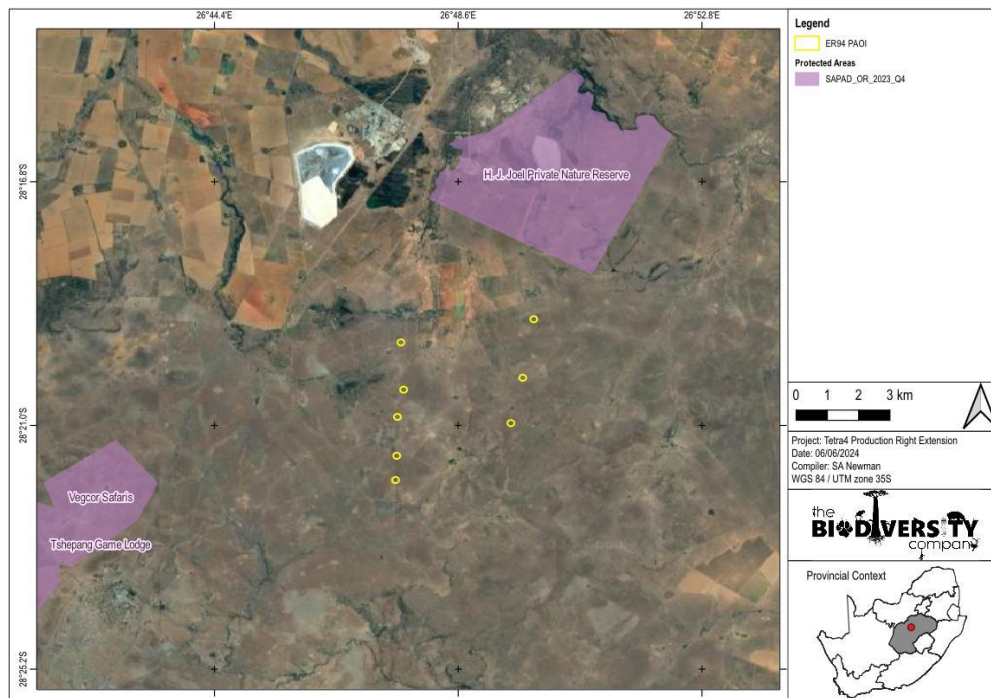 26°44.4'E
26°48.6'E
26°52.8'E
28°16.8'S
28°21.0'S
28°25.2'S
H. J. Joel Private Nature Reserve
Vegcor Safaris
Tshepang Game Lodge
Legend
ER94 PAOI
Protected Areas
SAPAD_OR_2023_Q4
0 1 2 3 km
Project: Tetra4 Production Right Extension
Date: 06/06/2024
Compiler: SA Newman
WGS 84 / UTM zone 35S
the
BIODIVERSITY
company
Provincial Context